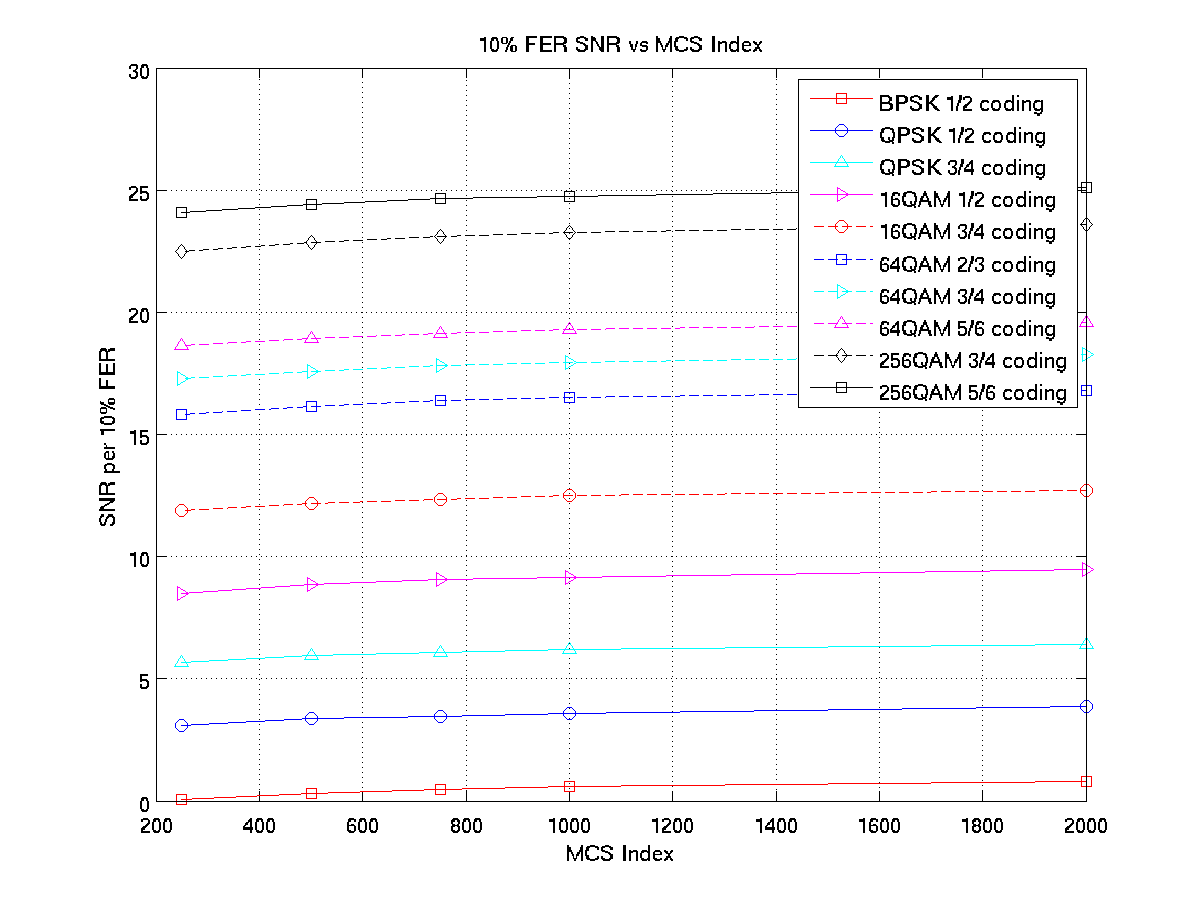 10% FER SNR vs MCS Index
SNR per 10% FER
30
25
20
15
10
5
0
BPSK 1/2 coding
QPSK 1/2 coding
QPSK 3/4 coding
16QAM 1/2 coding
16QAM 3/4 coding
64QAM 2/3 coding
64QAM 3/4 coding
64QAM 5/6 coding
256QAM 3/4 coding
256QAM 5/6 coding
200 400 600 800 1000 1200 1400 1600 1800 2000
MCS Index